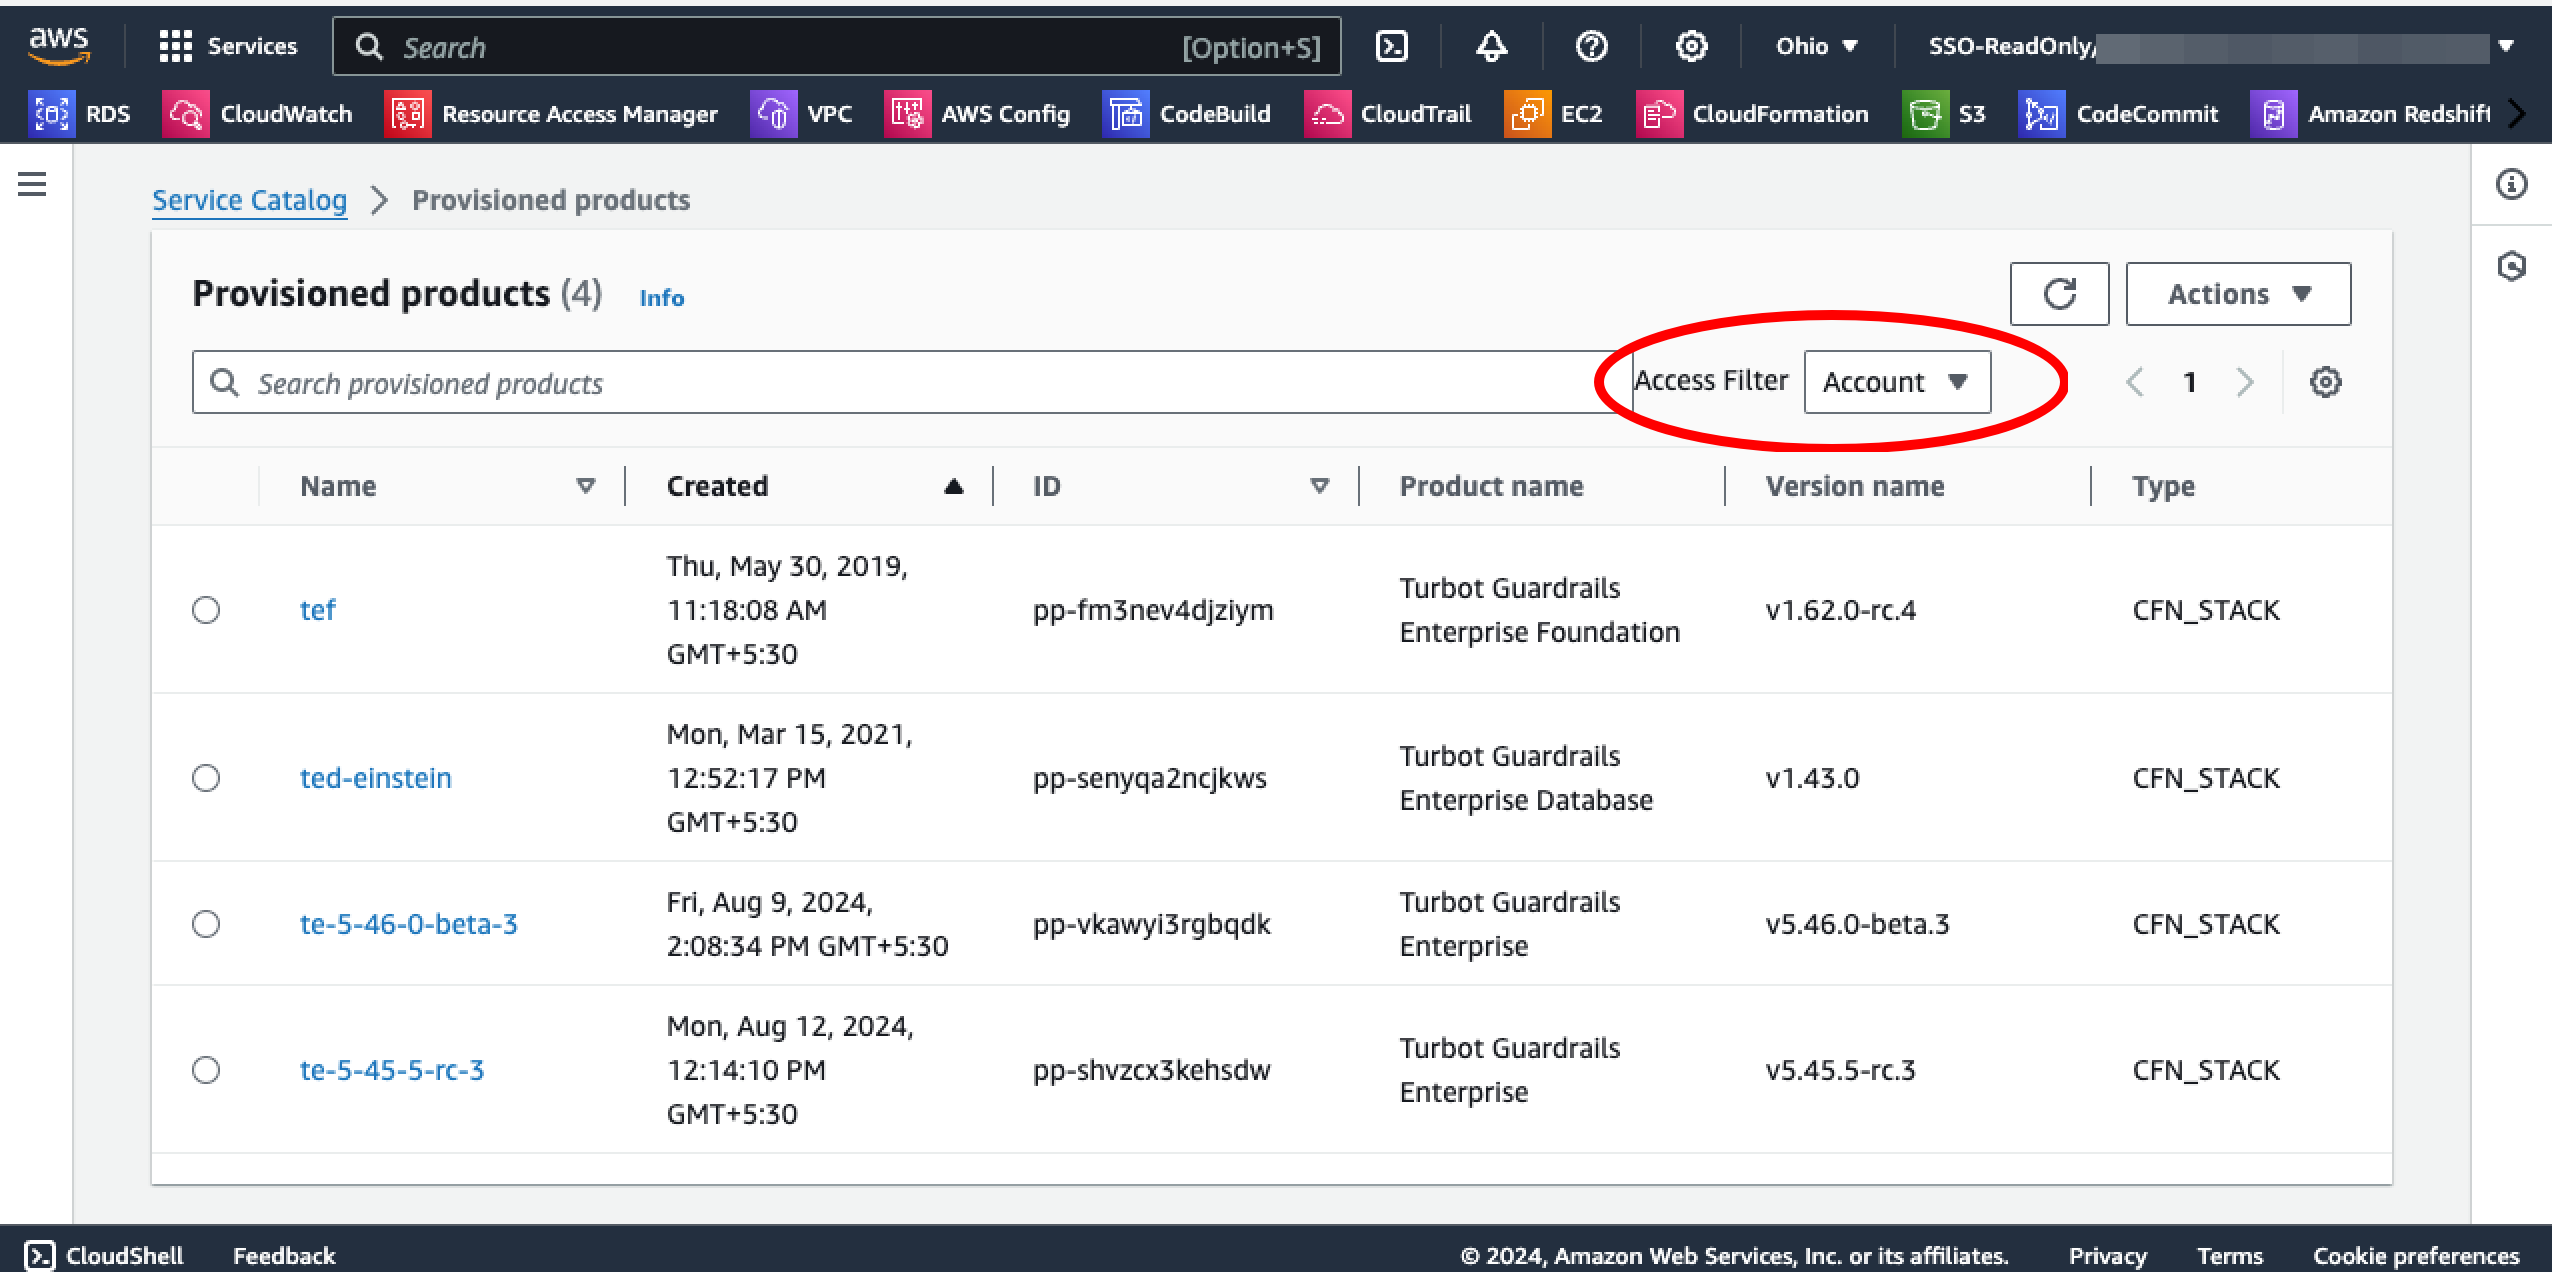 aws Services Search [Option+S] Ohio SSO-ReadOnly/
RDS CloudWatch Resource Access Manager VPC AWS Config CodeBuild CloudTrail EC2 CloudFormation S3 CodeCommit Amazon Redshift
Service Catalog Provisioned products
Provisioned products (4) Info Actions
Search provisioned products Access Filter Account 1
Name Created ID Product name Version name Type
Thu, May 30, 2019,
11:18:08 AM
GMT+5:30
tef pp-fm3nev4djziym
Turbot Guardrails
Enterprise Foundation
v1.62.0-rc.4 CFN_STACK
Mon, Mar 15, 2021,
12:52:17 PM
GMT+5:30
ted-einstein pp-senyqa2ncjkws
Turbot Guardrails
Enterprise Database
v1.43.0 CFN_STACK
Fri, Aug 9, 2024,
2:08:34 PM GMT+5:30
te-5-46-0-beta-3 pp-vkawyi3rgbqdk
Turbot Guardrails
Enterprise
v5.46.0-beta.3 CFN_STACK
Mon, Aug 12, 2024,
12:14:10 PM
GMT+5:30
te-5-45-5-rc-3 pp-shvzcx3kehsdw
Turbot Guardrails
Enterprise
v5.45.5-rc.3 CFN_STACK
CloudShell Feedback © 2024, Amazon Web Services, Inc. or its affiliates. Privacy Terms Cookie preferences